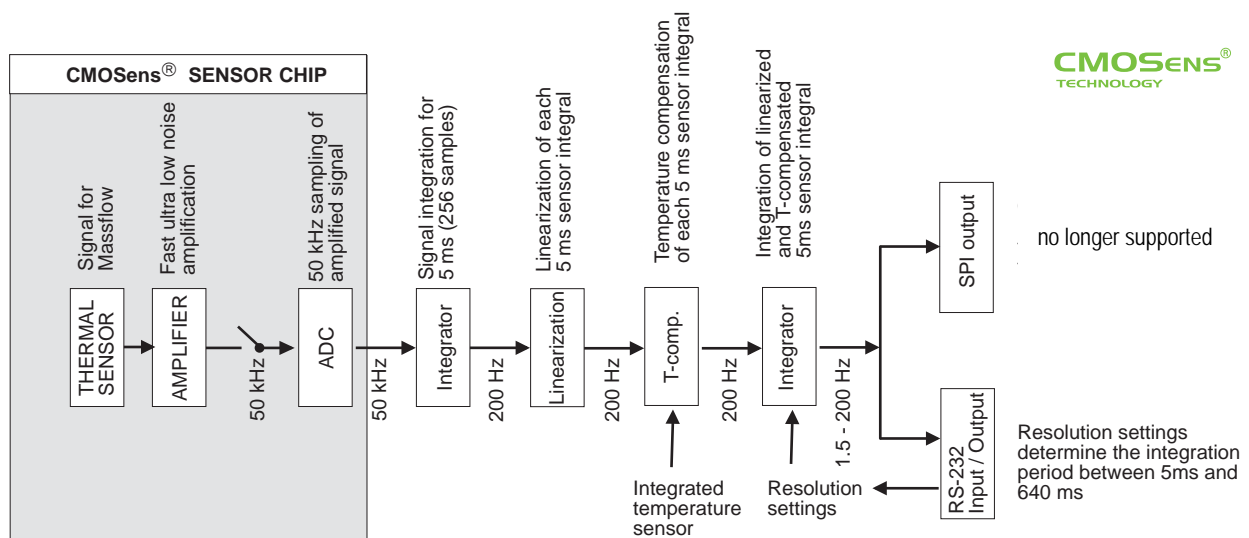 CMOSens® SENSOR CHIP
CMOSENS®
TECHNOLOGY
Signal for
Massflow
Fast ultra low noise
amplification
50 kHz sampling of
amplified signal
Signal integration for
5 ms (256 samples)
Linearization of each
5 ms sensor integral
Temperature compensation
of each 5 ms sensor integral
Integration of linearized
and T-compensated
5ms sensor integral
THERMAL
SENSOR
AMPLIFIER
50 kHz
ADC
50 kHz
Integrator
200 Hz
Linearization
200 Hz
T-comp.
200 Hz
Integrator
1.5 - 200 Hz
SPI output
no longer supported
RS-232
Input / Output
Resolution settings
determine the integration
period between 5ms and
640 ms
Integrated
temperature
sensor
Resolution
settings